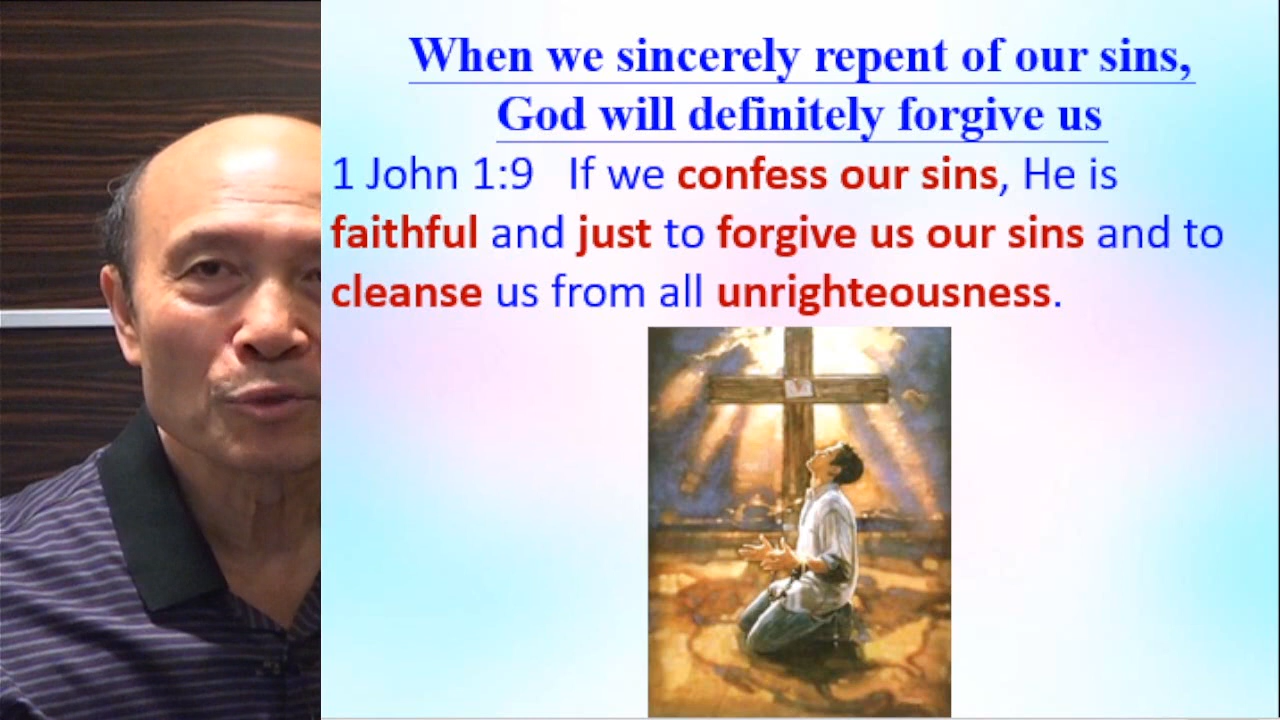 When we sincerely repent of our sins,
God will definitely forgive us
1 John 1:9 If we confess our sins, He is
faithful and just to forgive us our sins and to
cleanse us from all unrighteousness.